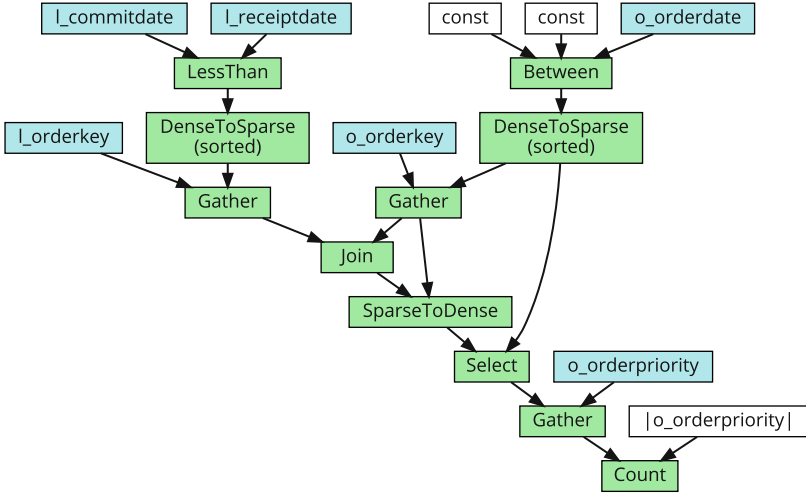 l_commitdate
l_receiptdate
const
const
o_orderdate
LessThan
Between
DenseToSparse
(sorted)
DenseToSparse
(sorted)
l_orderkey
o_orderkey
Gather
Gather
Join
SparseToDense
Select
o_orderpriority
Gather
|o_orderpriority|
Count